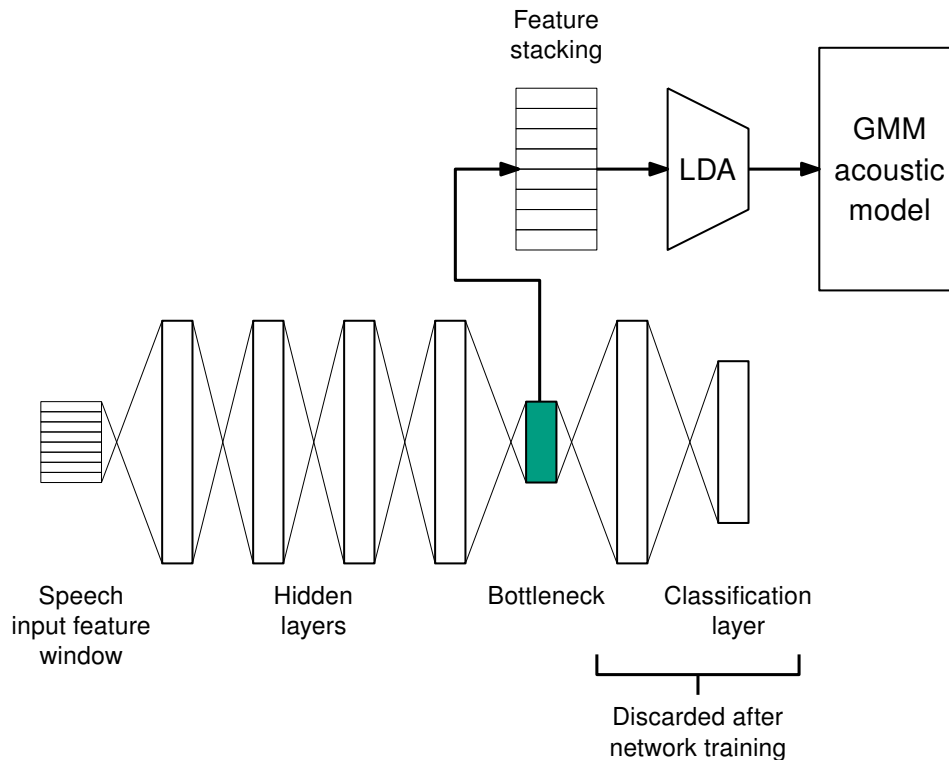 Feature
stacking
LDA
GMM
acoustic
model
Speech
input feature
window
Hidden
layers
Bottleneck
Classification
layer
Discarded after
network training